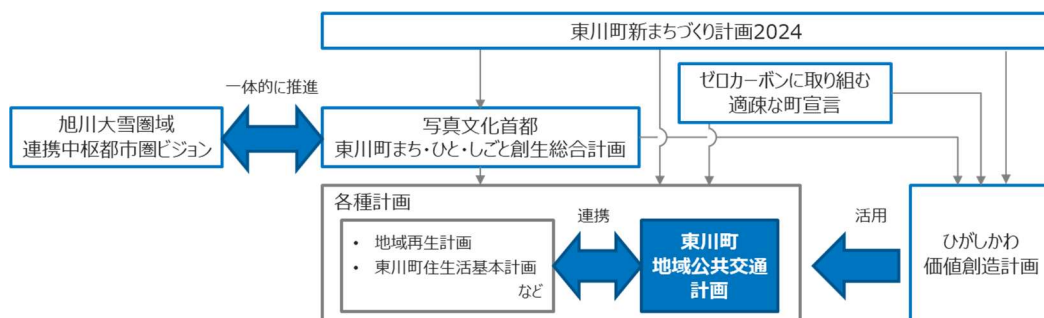 東川町新まちづくり計画2024
ゼロカーボンに取り組む
適疎な町宣言
一体的に推進
旭川大雪圏域
連携中枢都市圏ビジョン
写真文化首都
東川町まち・ひと・しごと創生総合計画
各種計画
• 地域再生計画
• 東川町住生活基本計画
など
連携
東川町
地域公共交通
計画
活用
ひがしかわ
価値創造計画